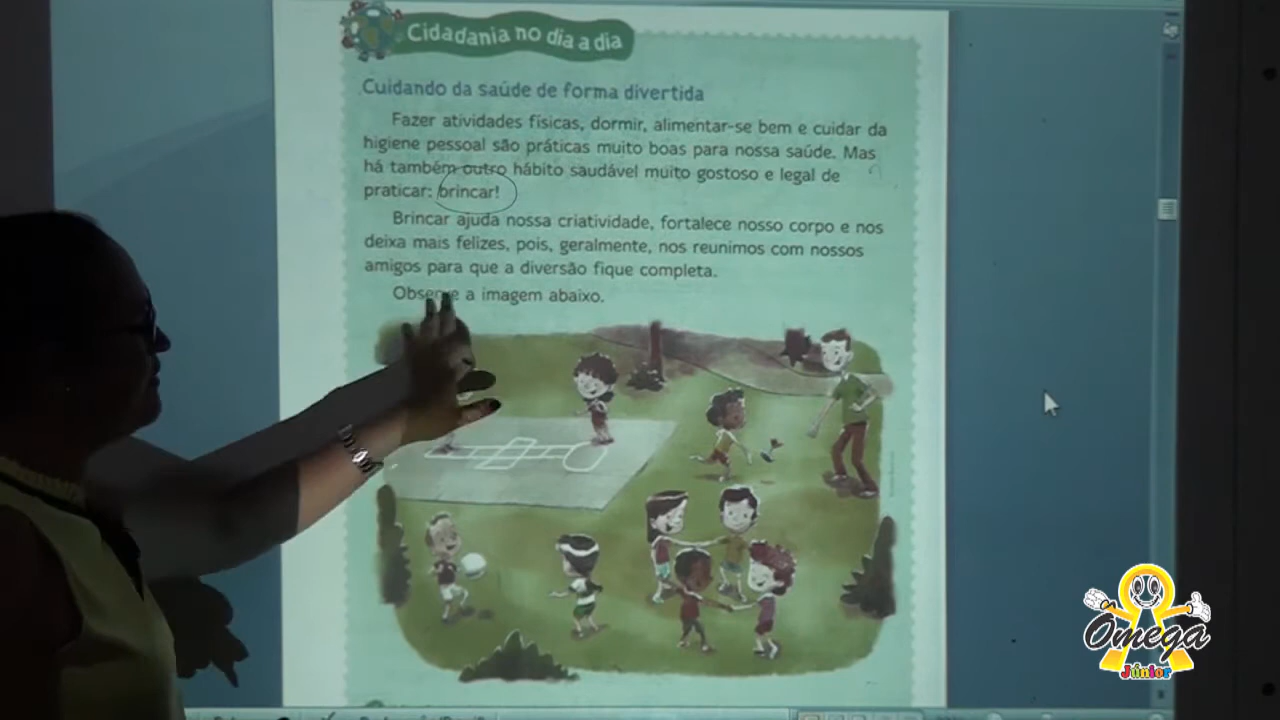 Cidadania no dia a dia
Cuidando da saúde de forma divertida
Fazer atividades físicas, dormir, alimentar-se bem e cuidar da
higiene pessoal são práticas muito boas para nossa saúde. Mas
há também outro hábito saudável muito gostoso e legal de
praticar: brincar!
Brincar ajuda nossa criatividade, fortalece nosso corpo e nos
deixa mais felizes, pois, geralmente, nos reunimos com nossos
amigos para que a diversão fique completa.
Observe a imagem abaixo.
Omega
Júnior